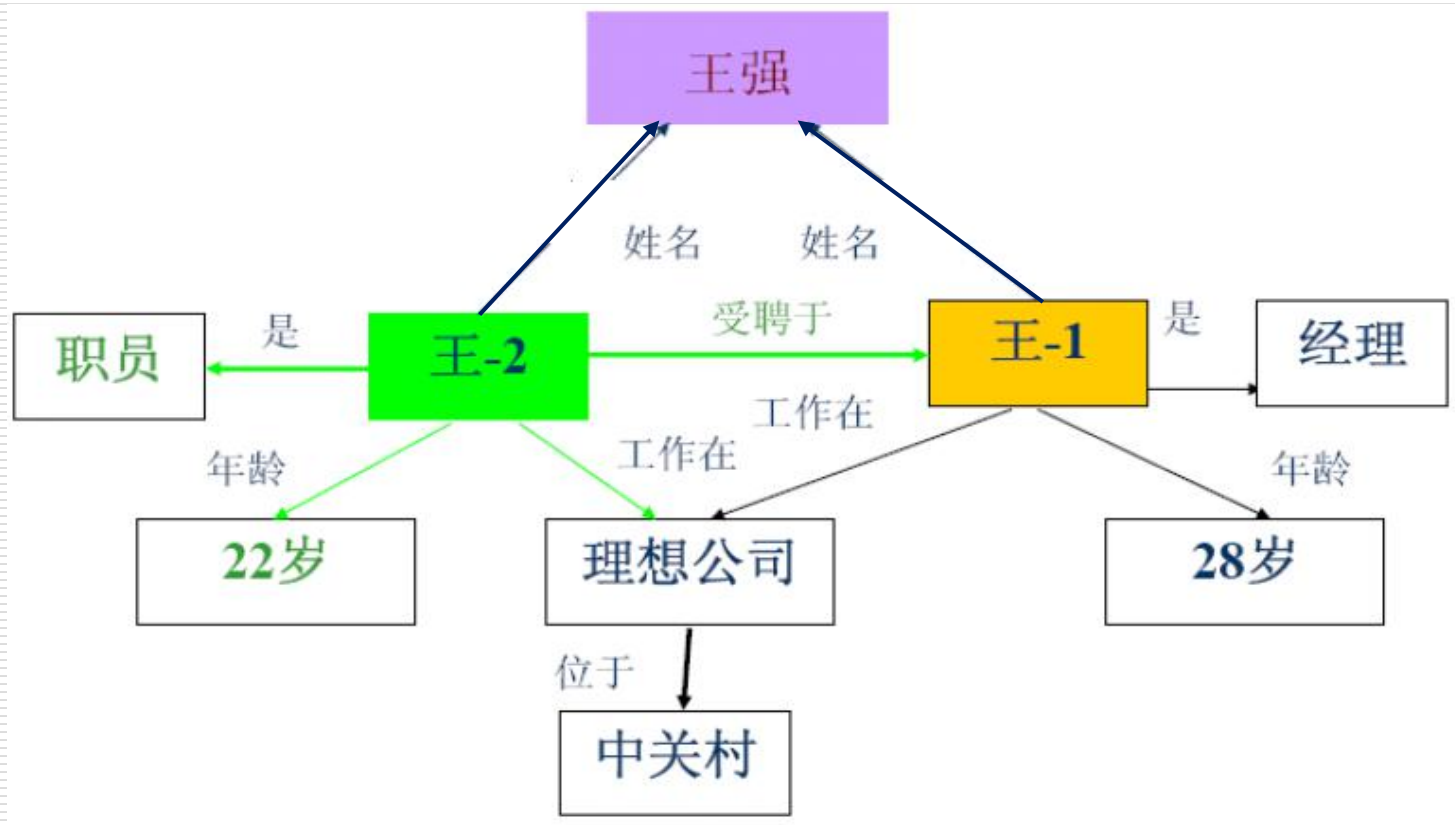 王强
姓名
姓名
受聘于
职员
是
王-2
王-1
是
经理
工作在
工作在
年龄
年龄
22岁
理想公司
28岁
位于
中关村